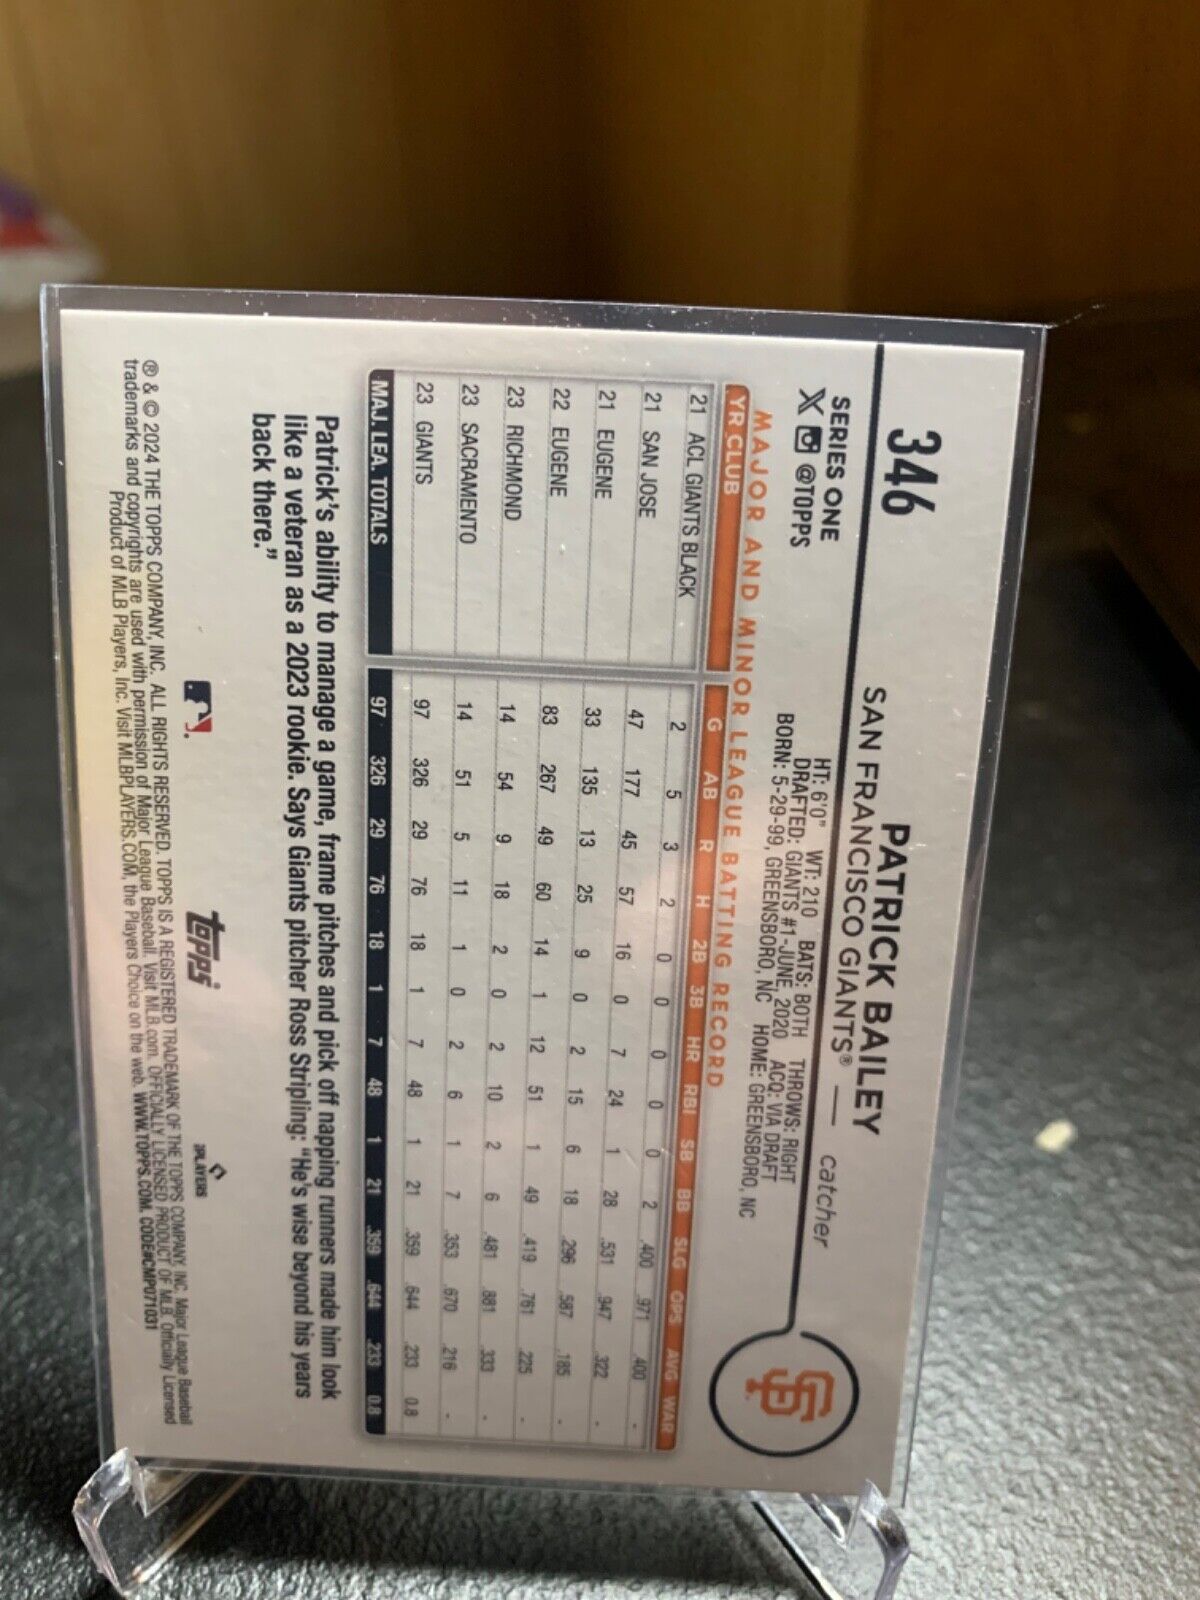 346
PATRICK BAILEY
SAN FRANCISCO GIANTS® — catcher
SERIES ONE
@TOPPS
HT: 6'0" WT: 210 BATS: BOTH THROWS: RIGHT
DRAFTED: GIANTS #1-JUNE, 2020 ACQ: VIA DRAFT
BORN: 5-29-99, GREENSBORO, NC HOME: GREENSBORO, NC
MAJOR AND MINOR LEAGUE BATTING RECORD
YR CLUB G AB R H 2B 3B HR RBI SB BB SLG OPS AVG WAR
21 ACL GIANTS BLACK 2 5 3 2 0 0 0 0 0 2 .400 .971 .400 -
21 SAN JOSE 47 177 45 57 16 0 7 24 1 28 .531 .947 .322 -
21 EUGENE 33 135 13 25 9 0 2 15 6 18 .296 .587 .185 -
22 EUGENE 83 267 49 60 14 1 12 51 1 49 .419 .761 .225 -
23 RICHMOND 14 54 9 18 2 0 2 10 2 6 .481 .881 .333 -
23 SACRAMENTO 14 51 5 11 1 0 2 6 1 7 .353 .670 .216 -
23 GIANTS 97 326 29 76 18 1 7 48 1 21 .359 .644 .233 0.8
MAJ. LEA. TOTALS 97 326 29 76 18 1 7 48 1 21 .359 .644 .233 0.8
Patrick's ability to manage a game, frame pitches and pick off napping runners made him look
like a veteran as a 2023 rookie. Says Giants pitcher Ross Stripling: "He's wise beyond his years
back there."
topps
PLAYERS
® & © 2024 THE TOPPS COMPANY, INC. ALL RIGHTS RESERVED. TOPPS IS A REGISTERED TRADEMARK OF THE TOPPS COMPANY, INC. Major League Baseball
trademarks and copyrights are used with permission of Major League Baseball. Visit MLB.com. OFFICIALLY LICENSED PRODUCT OF MLB. Officially Licensed
Product of MLB Players, Inc. Visit MLBPLAYERS.COM, the Players Choice on the web. WWW.TOPPS.COM. CODE#CMP071031